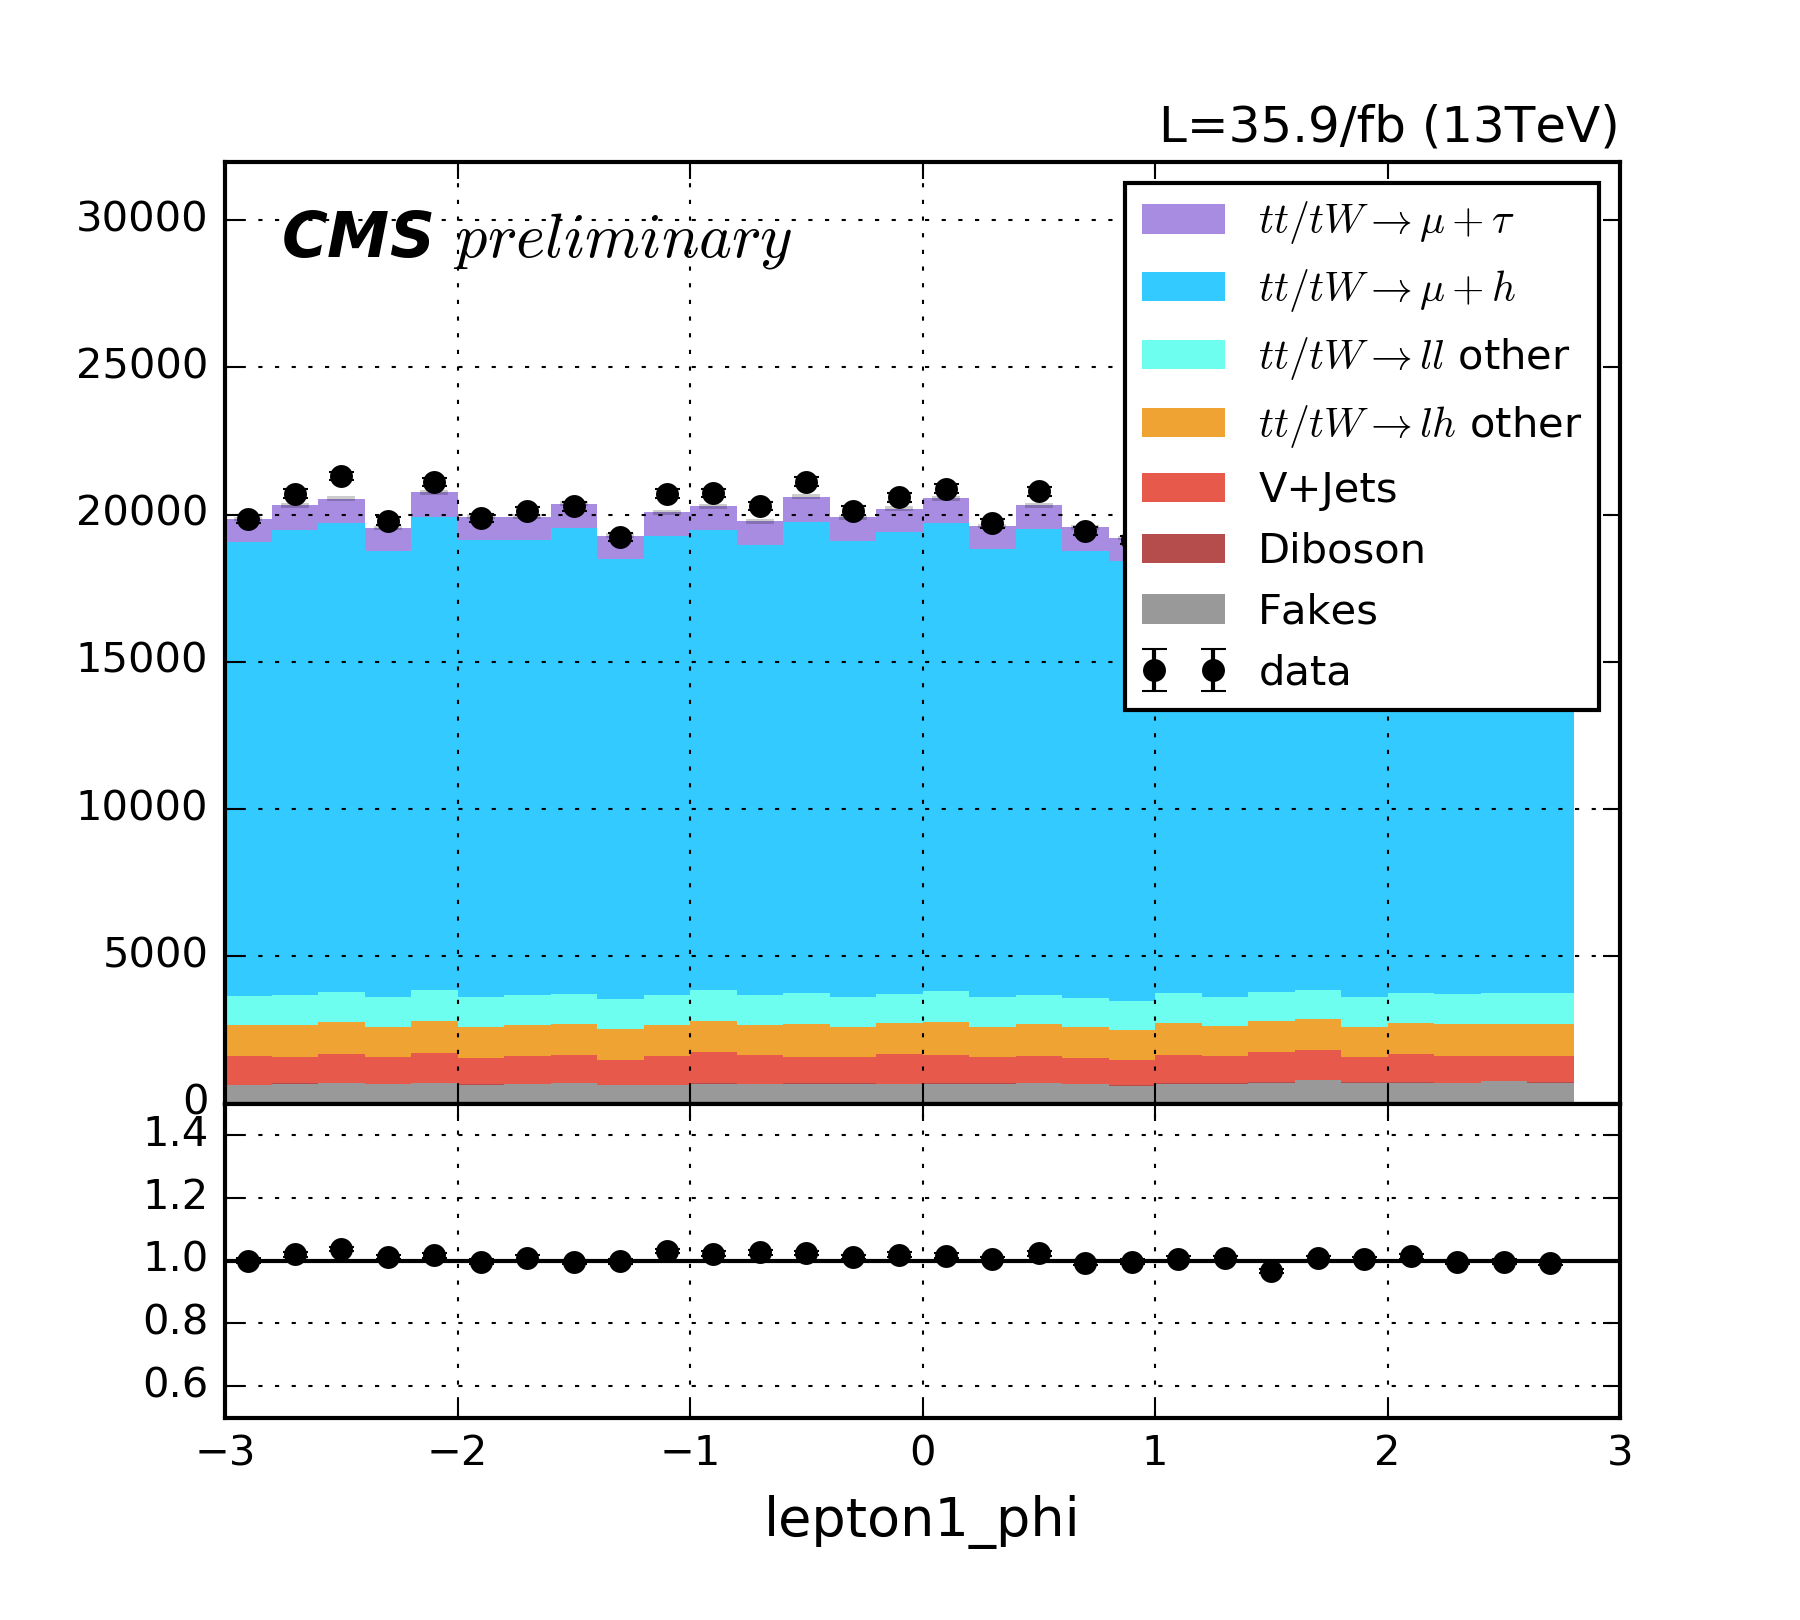 L=35.9/fb (13TeV)
CMS preliminary
30000
25000
20000
15000
10000
5000
0
tt/tW→μ+τ
tt/tW→μ+h
tt/tW→ll other
tt/tW→lh other
V+Jets
Diboson
Fakes
data
1.4
1.2
1.0
0.8
0.6
−3 −2 −1 0 1 2 3
lepton1_phi